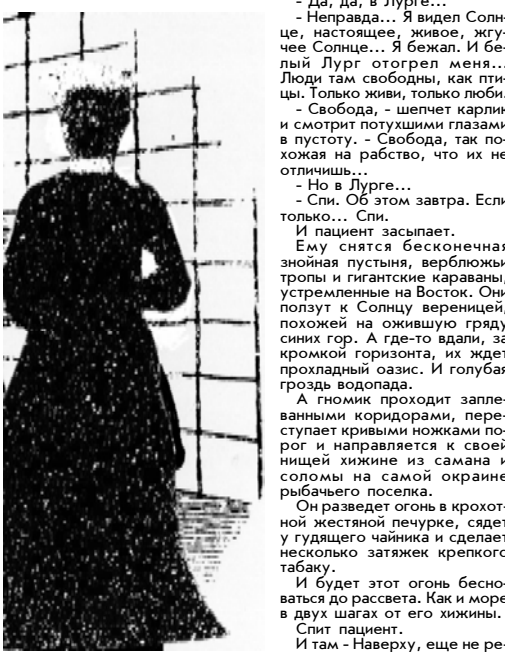 - Да, да, в Лурге...
- Неправда... Я видел Солн-
це, настоящее, живое, жгу-
чее Солнце... Я бежал. И бе-
лый Лург отогрел меня...
Люди там свободны, как пти-
цы. Только живи, только люби.
- Свобода, - шепчет карлик
и смотрит потухшими глазами
в пустоту. - Свобода, так по-
хожая на рабство, что их не
отличишь...
- Но в Лурге...
- Спи. Об этом завтра. Если
только... Спи.
И пациент засыпает.
Ему снятся бесконечная
знойная пустыня, верблюжьи
тропы и гигантские караваны,
устремленные на Восток. Они
ползут к Солнцу вереницей,
похожей на ожившую гряду
синих гор. А где-то вдали, за
кромкой горизонта, их ждет
прохладный оазис. И голубая
гроздь водопада.
А гномик проходит запле-
ванными коридорами, пере-
ступает кривыми ножками по-
рог и направляется к своей
нищей хижине из самана и
соломы на самой окраине
рыбачьего поселка.
Он разведет огонь в крохот-
ной жестяной печурке, сядет
у гудящего чайника и сделает
несколько затяжек крепкого
табаку.
И будет этот огонь бесно-
ваться до рассвета. Как и море
в двух шагах от его хижины.
Спит пациент.
И там - Наверху, еще не ре-